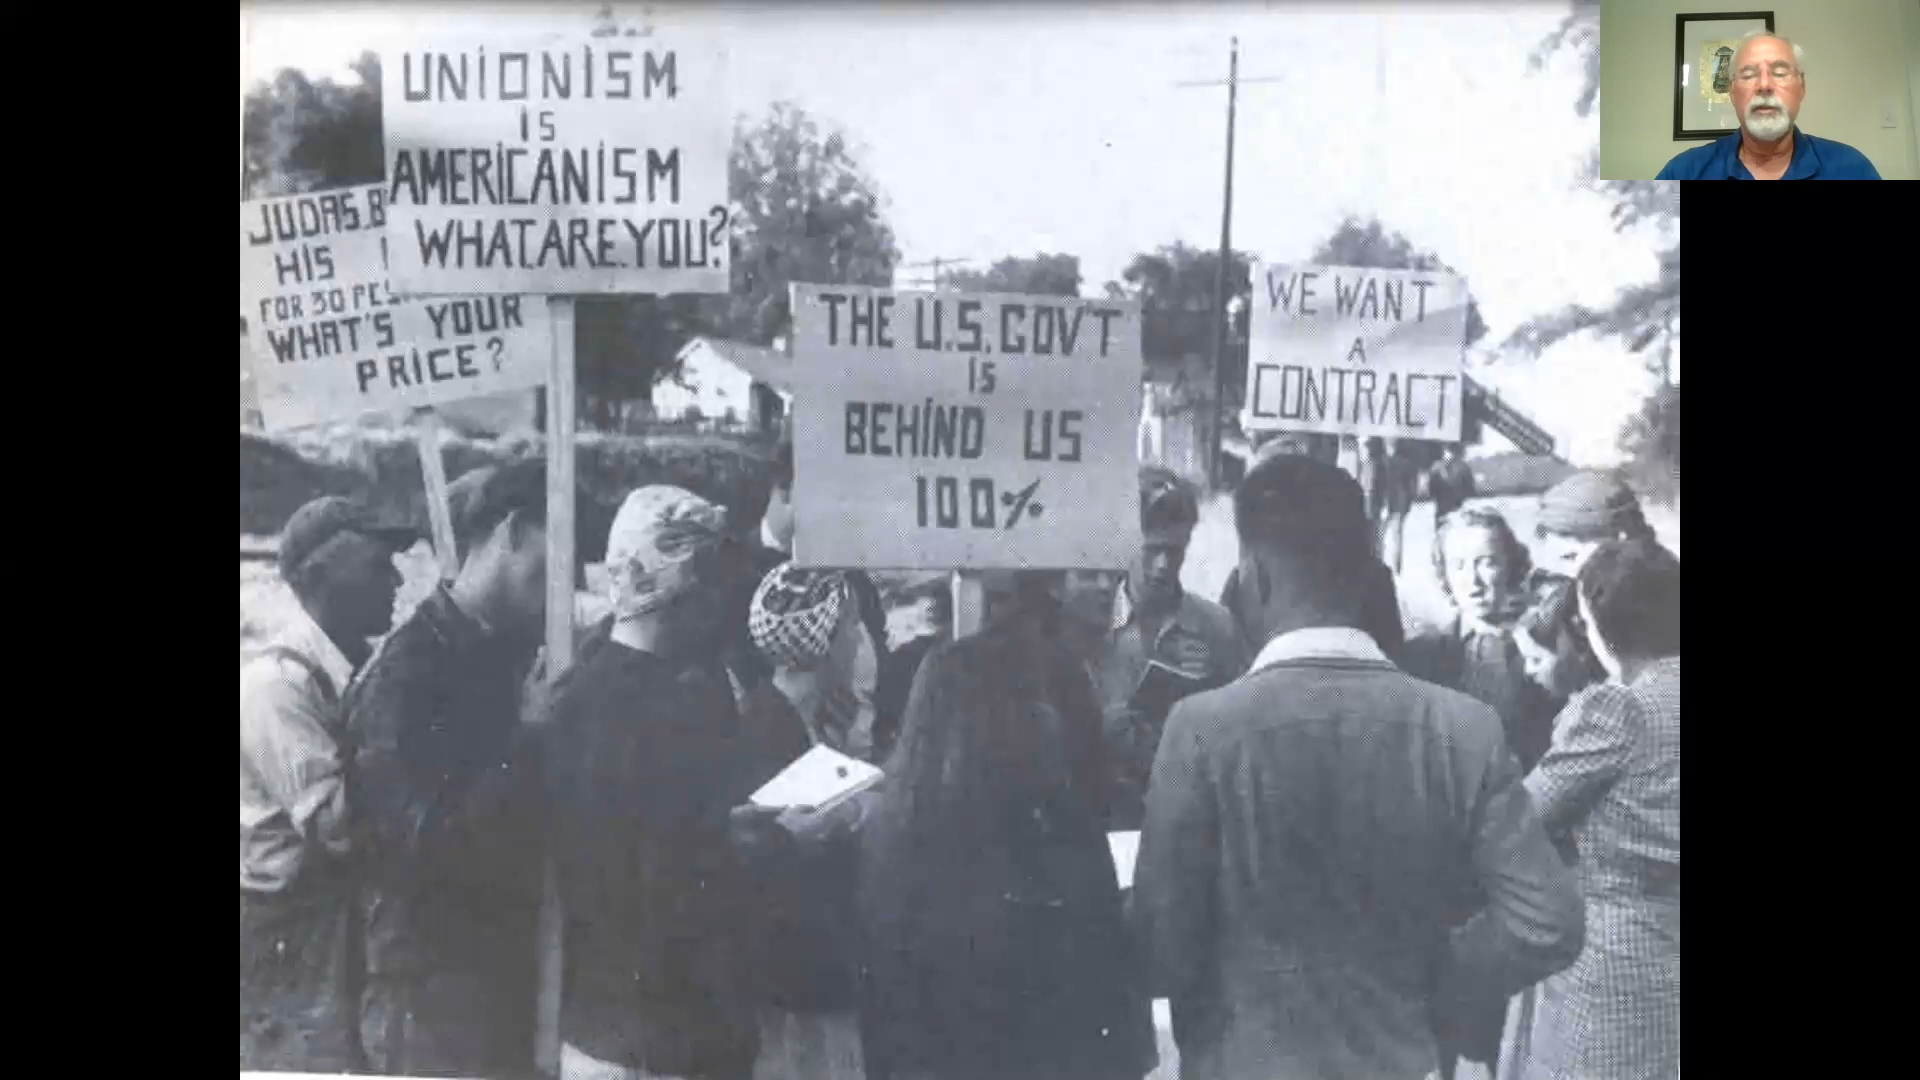 UNIONISM
IS
AMERICANISM
WHAT.ARE.YOU?
JUDAS
HIS
FOR 30 PCS
WHAT'S YOUR
PRICE?
THE U.S. GOV'T
IS
BEHIND US
100%
WE WANT
A
CONTRACT